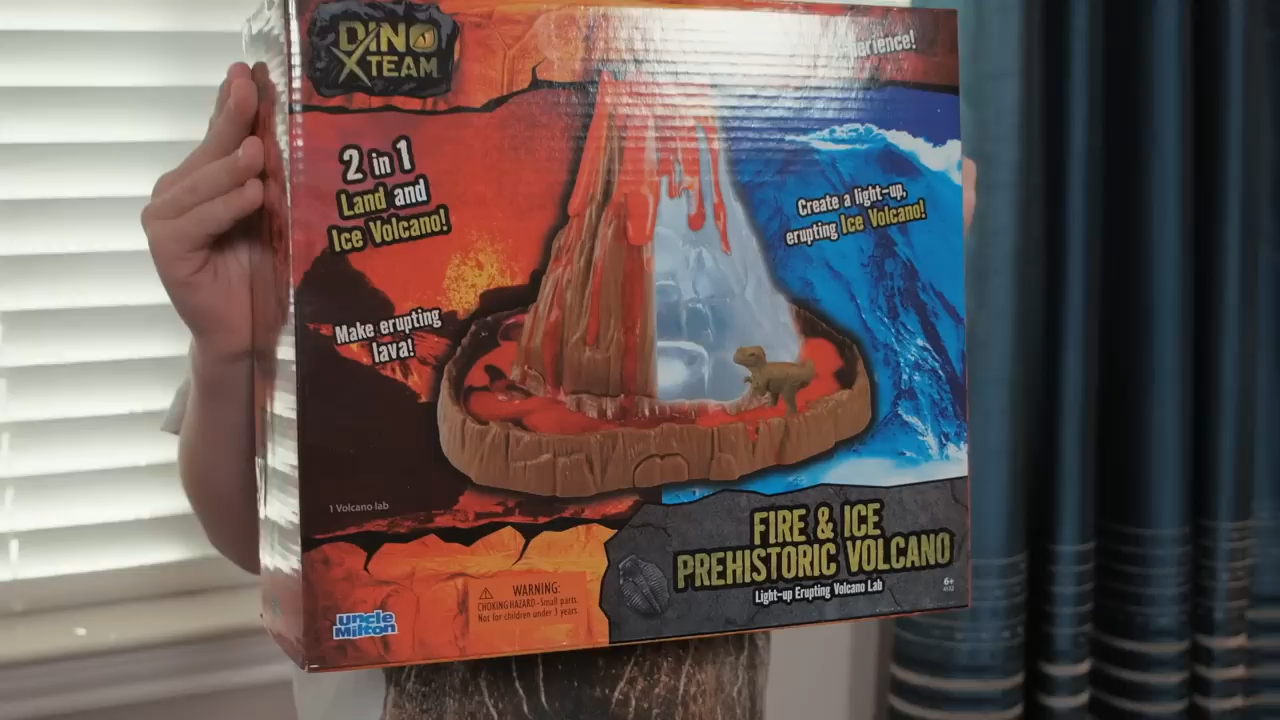 DINO
X TEAM
2 in 1
Land and
Ice Volcano!
Create a light-up,
erupting Ice Volcano!
Make erupting
lava!
1 Volcano lab
FIRE & ICE
PREHISTORIC VOLCANO
Light-up Erupting Volcano Lab
6+
WARNING:
CHOKING HAZARD - Small parts.
Not for children under 3 years.
uncle
Milton